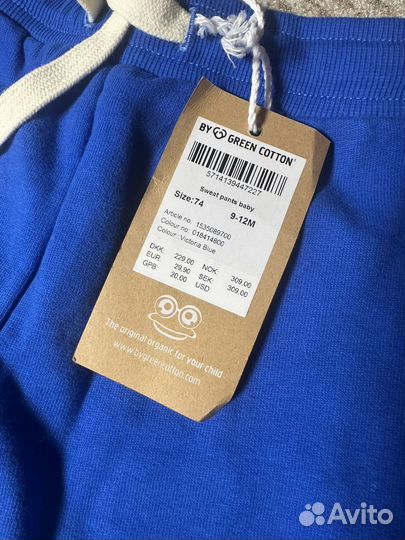 BY GREEN COTTON®
5714139447227
Sweat pants baby
Size:74 9-12M
Article no. 1535089700
Colour no: 018414800
Colour : Victoria Blue
DKK: 229.00 NOK: 309.00
EUR: 29,90 SEK: 309.00
GPB: 20.00 USD:
The original organic for your child
www.bygreencotton.com
Avito